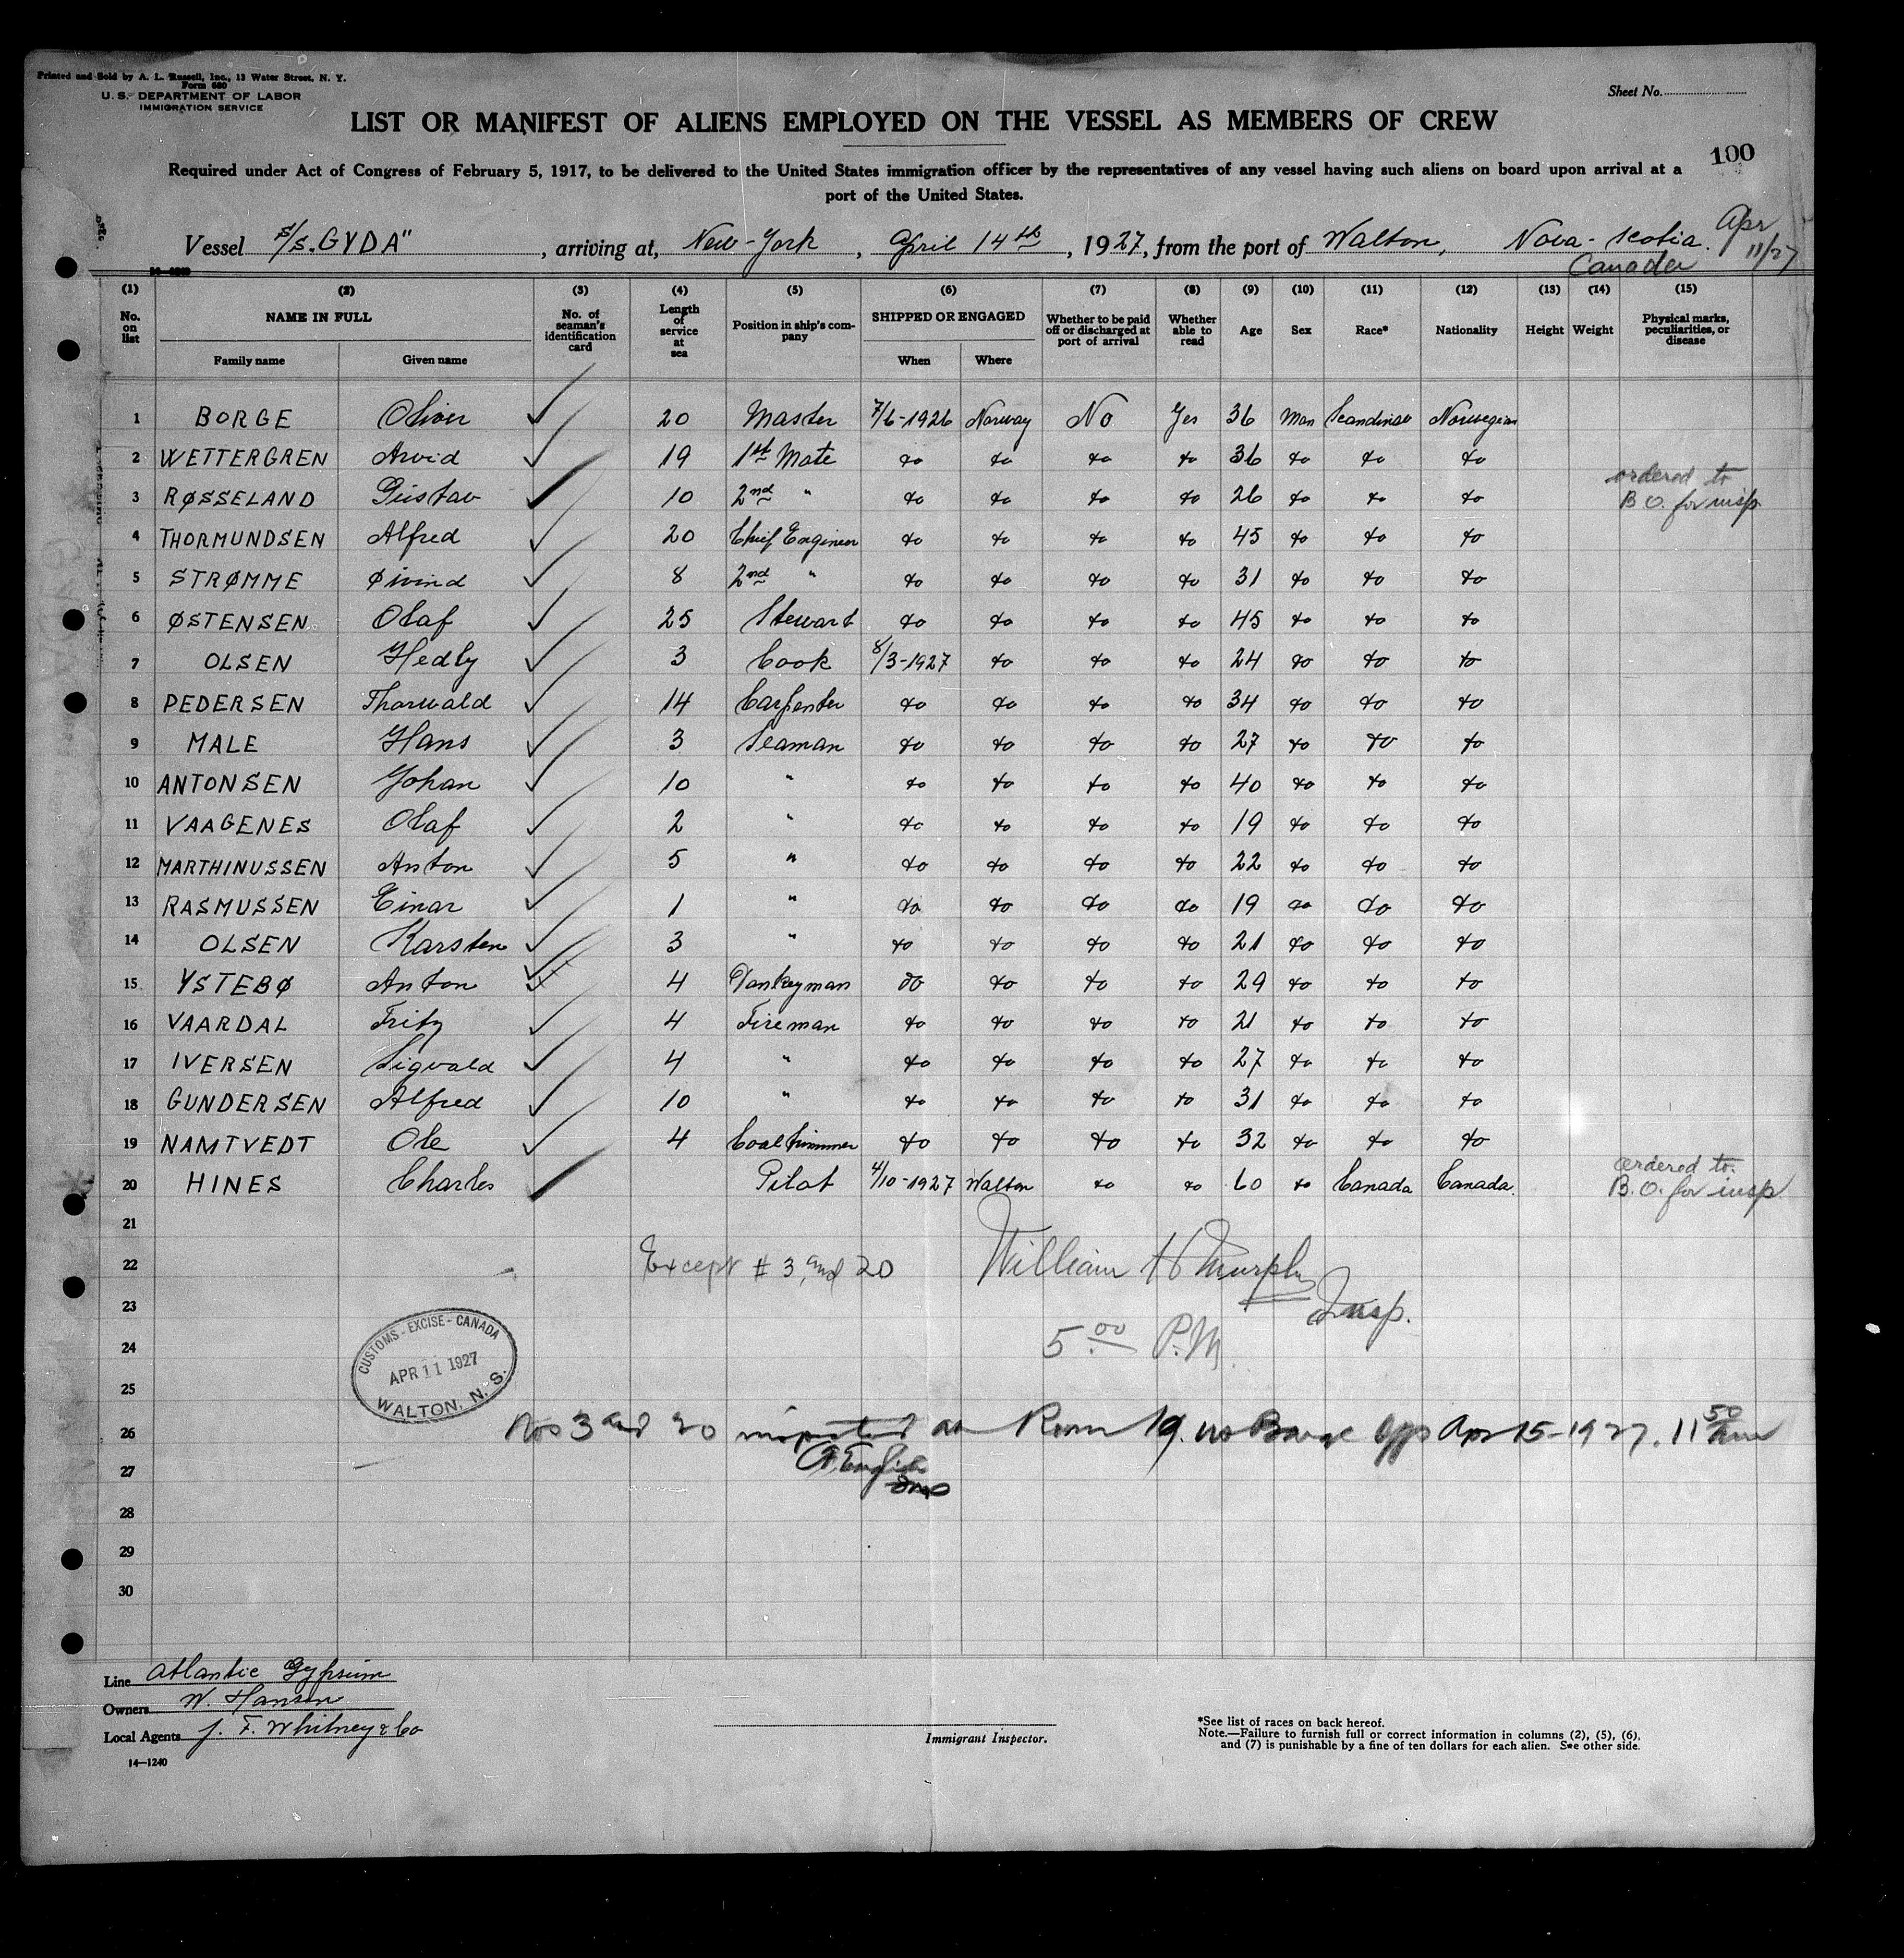 Printed and Sold by A. L. Russell, Inc., 13 Water Street, N. Y.
Form 680
U. S. DEPARTMENT OF LABOR
IMMIGRATION SERVICE
Sheet No.
LIST OR MANIFEST OF ALIENS EMPLOYED ON THE VESSEL AS MEMBERS OF CREW
100
Required under Act of Congress of February 5, 1917, to be delivered to the United States immigration officer by the representatives of any vessel having such aliens on board upon arrival at a
port of the United States.
Vessel S/S. GYDA", arriving at, New-York, April 14th, 1927, from the port of Walton, Nova-Scotia. Canada Apr 11/27
(1) (2) (3) (4) (5) (6) (7) (8) (9) (10) (11) (12) (13) (14) (15)
No. on list NAME IN FULL Family name Given name No. of seaman's identification card Length of service at sea Position in ship's company SHIPPED OR ENGAGED When Where Whether to be paid off or discharged at port of arrival Whether able to read Age Sex Race* Nationality Height Weight Physical marks, peculiarities, or disease
1 BORGE Oliver 20 Master 7/6-1926 Norway No Yes 36 Man Scandinav Norwegian
2 WETTERGREN Arvid 19 1st Mate do do do do 36 do do do
3 RØSSELAND Gustav 10 2nd " do do do do 26 do do do ordered to B O. for insp
4 THORMUNDSEN Alfred 20 Chief Engineer do do do do 45 do do do
5 STRØMME Øivind 8 2nd " do do do do 31 do do do
6 ØSTENSEN Olaf 25 Stewart do do do do 45 do do do
7 OLSEN Hedly 3 Cook 8/3-1927 do do do 24 do do do
8 PEDERSEN Thorvald 14 Carpenter do do do do 34 do do do
9 MALE Hans 3 Seaman do do do do 27 do do do
10 ANTONSEN Johan 10 " do do do do 40 do do do
11 VAAGENES Olaf 2 " do do do do 19 do do do
12 MARTHINUSSEN Anton 5 " do do do do 22 do do do
13 RASMUSSEN Einar 1 " do do do do 19 do do do
14 OLSEN Karsten 3 " do do do do 21 do do do
15 YSTEBØ Anton 4 Donkeyman do do do do 29 do do do
16 VAARDAL Fritz 4 Fireman do do do do 21 do do do
17 IVERSEN Sigvald 4 " do do do do 27 do do do
18 GUNDERSEN Alfred 10 " do do do do 31 do do do
19 NAMTVEDT Ole 4 Coal trimmer do do do do 32 do do do
20 HINES Charles Pilot 4/10-1927 Walton do do 60 do Canada Canada. ordered to. B. O. for insp
21
22 Except # 3 and 20 William H Murphy
23 Insp.
24 5 00 P.M.
CUSTOMS - EXCISE - CANADA
APR 11 1927
WALTON, N. S.
25
26 Nos 3 and 20 inspected at Room 19. Barge Offs Apr 15-1927. 11 50 am
27
28
29
30
Line Atlantic Gypsum
Owners W. Hansen
Local Agents J. F. Whitney & Co
14—1240
Immigrant Inspector.
*See list of races on back hereof.
Note.—Failure to furnish full or correct information in columns (2), (5), (6),
and (7) is punishable by a fine of ten dollars for each alien. See other side.